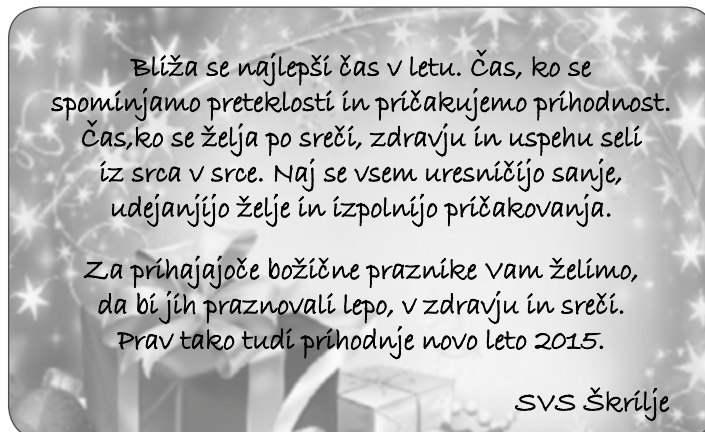 Bliža se najlepši čas v letu. Čas, ko se
spominjamo preteklosti in pričakujemo prihodnost.
Čas,ko se želja po sreči, zdravju in uspehu seli
iz srca v srce. Naj se vsem uresničijo sanje,
udejanjijo želje in izpolnijo pričakovanja.
Za prihajajoče božične praznike Vam želimo,
da bi jih praznovali lepo, v zdravju in sreči.
Prav tako tudi prihodnje novo leto 2015.
SVS Škrilje